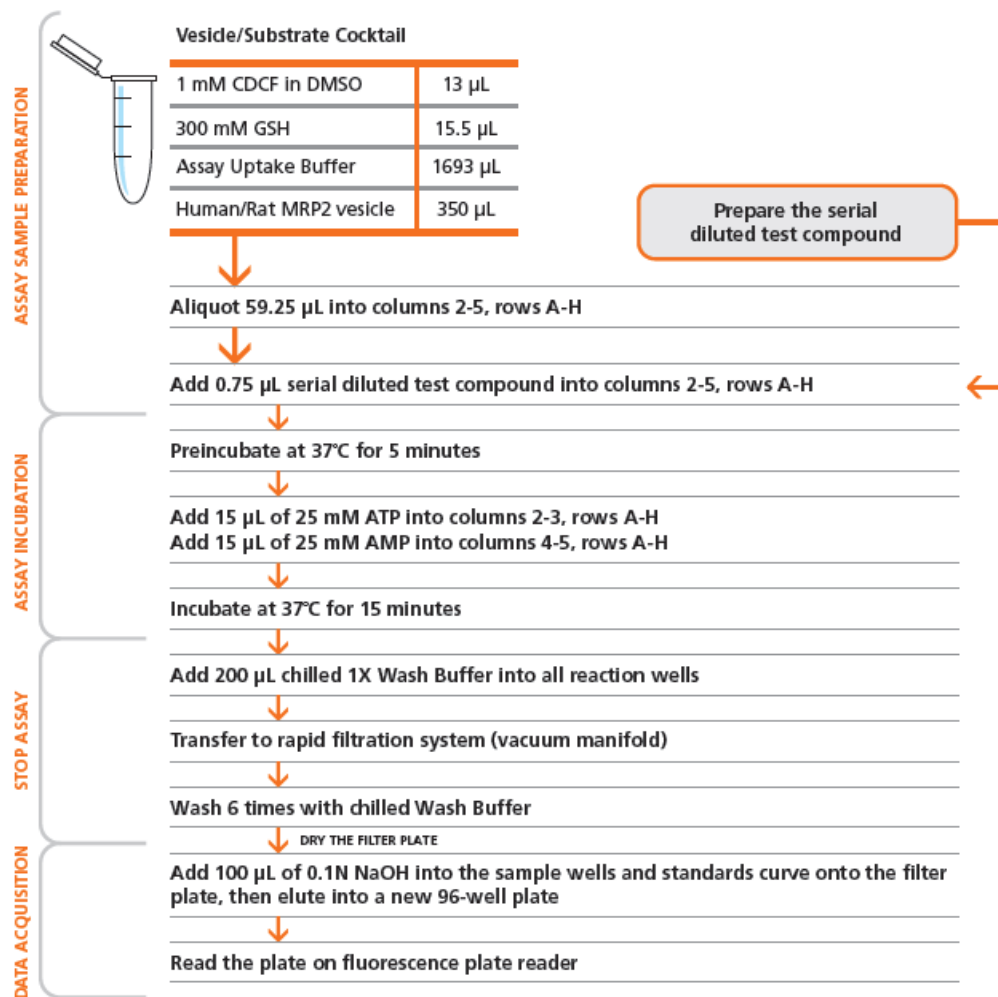 Vesicle/Substrate Cocktail
1 mM CDCF in DMSO 13 µL
300 mM GSH 15.5 µL
Assay Uptake Buffer 1693 µL
Human/Rat MRP2 vesicle 350 µL
Prepare the serial
diluted test compound
ASSAY SAMPLE PREPARATION
Aliquot 59.25 µL into columns 2-5, rows A-H
Add 0.75 µL serial diluted test compound into columns 2-5, rows A-H
ASSAY INCUBATION
Preincubate at 37°C for 5 minutes
Add 15 µL of 25 mM ATP into columns 2-3, rows A-H
Add 15 µL of 25 mM AMP into columns 4-5, rows A-H
Incubate at 37°C for 15 minutes
STOP ASSAY
Add 200 µL chilled 1X Wash Buffer into all reaction wells
Transfer to rapid filtration system (vacuum manifold)
Wash 6 times with chilled Wash Buffer
DRY THE FILTER PLATE
DATA ACQUISITION
Add 100 µL of 0.1N NaOH into the sample wells and standards curve onto the filter
plate, then elute into a new 96-well plate
Read the plate on fluorescence plate reader